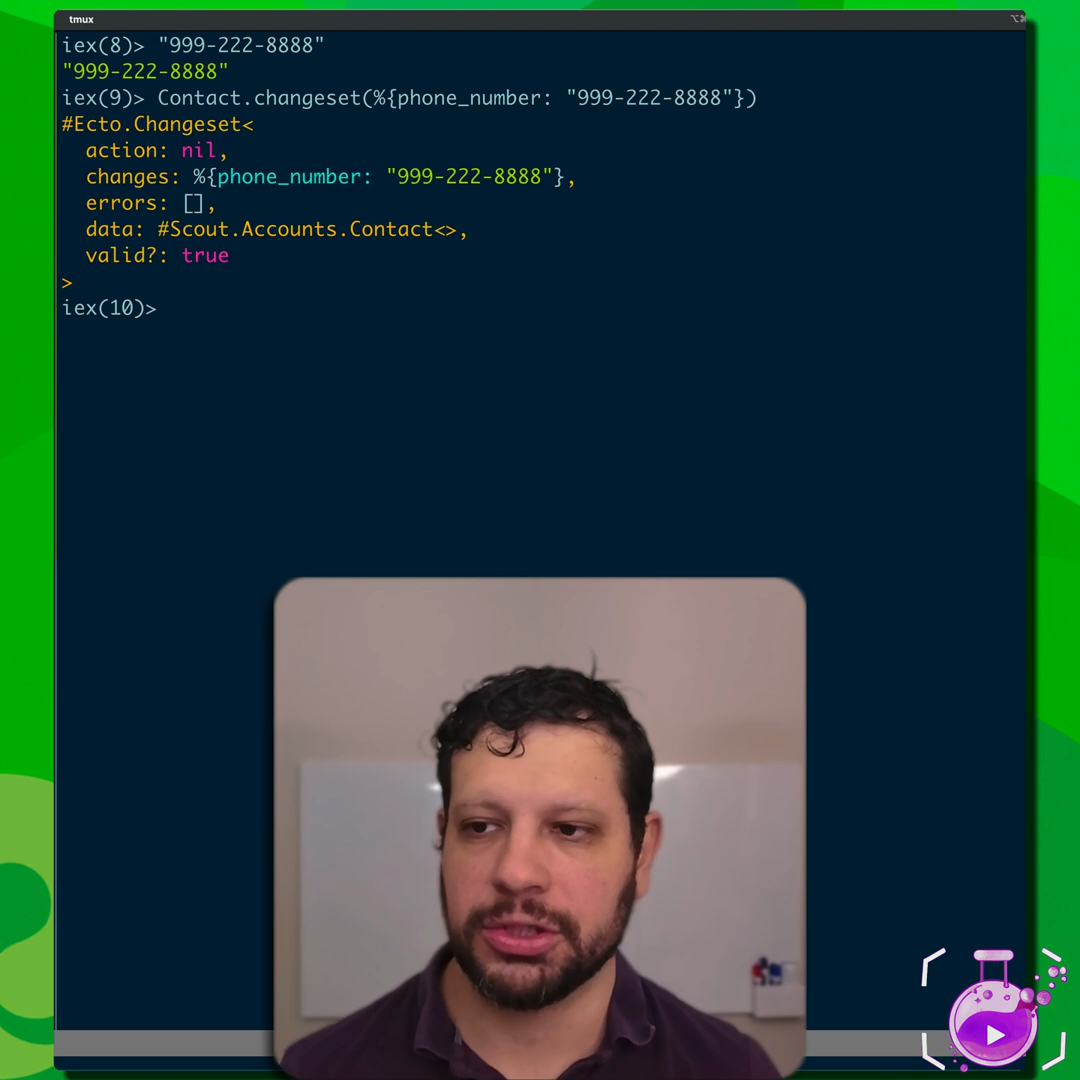 tmux
iex(8)> "999-222-8888"
"999-222-8888"
iex(9)> Contact.changeset(%{phone_number: "999-222-8888"})
#Ecto.Changeset<
  action: nil,
  changes: %{phone_number: "999-222-8888"},
  errors: [],
  data: #Scout.Accounts.Contact<>,
  valid?: true
>
iex(10)>